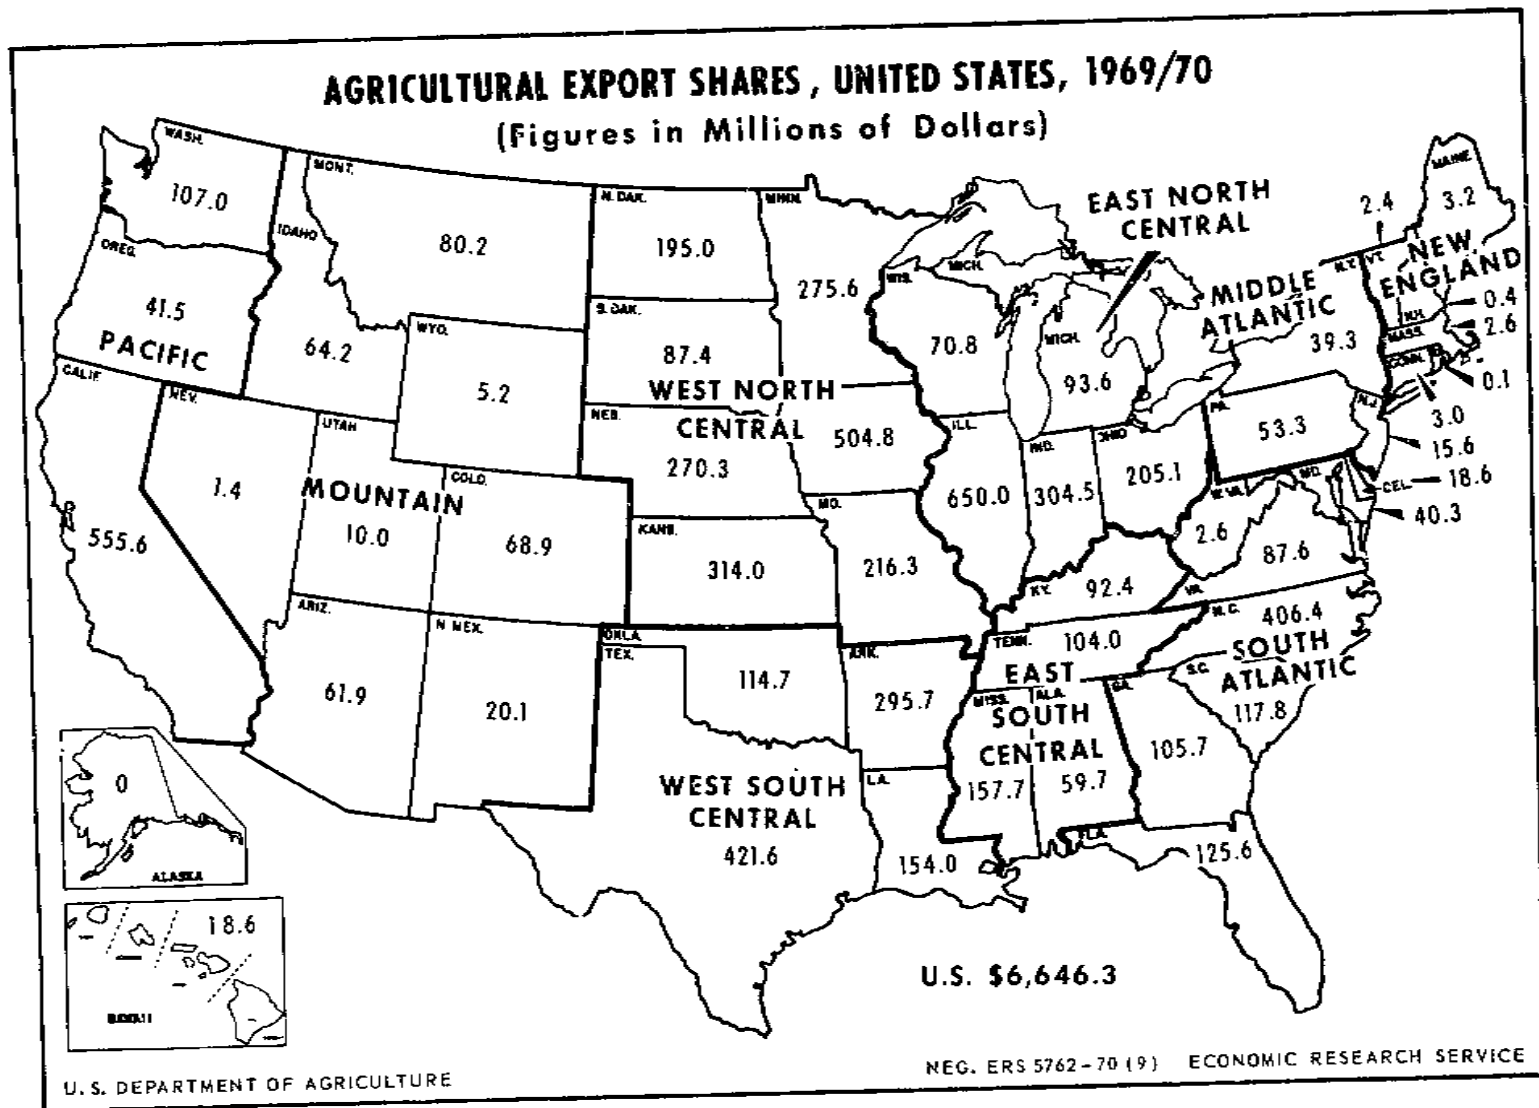 AGRICULTURAL EXPORT SHARES, UNITED STATES, 1969/70
(Figures in Millions of Dollars)
WASH.
107.0
OREG.
41.5
PACIFIC
CALIF.
555.6
NEV.
1.4
IDAHO
64.2
MONT.
80.2
WYO.
5.2
UTAH
10.0
MOUNTAIN
COLO.
68.9
ARIZ.
61.9
N MEX.
20.1
N. DAK.
195.0
S. DAK.
87.4
WEST NORTH
CENTRAL
NEB.
270.3
KANS.
314.0
MINN.
275.6
504.8
MO.
216.3
OKLA.
114.7
TEX.
WEST SOUTH
CENTRAL
421.6
ARK.
295.7
LA.
154.0
WIS.
70.8
MICH.
MICH.
93.6
EAST NORTH
CENTRAL
ILL.
650.0
IND.
304.5
OHIO
205.1
KY.
92.4
TENN.
104.0
EAST
SOUTH
CENTRAL
MISS.
157.7
ALA.
59.7
GA.
105.7
FLA.
125.6
S.C.
117.8
N.C.
406.4
SOUTH
ATLANTIC
VA.
87.6
W. VA.
2.6
MD.
40.3
DEL.
18.6
N.J.
15.6
PA.
53.3
N.Y.
39.3
MIDDLE
ATLANTIC
VT.
2.4
MAINE
3.2
NEW
ENGLAND
N.H.
0.4
MASS.
2.6
CONN.
3.0
0.1
0
ALASKA
18.6
HAWAII
U.S. $6,646.3
U. S. DEPARTMENT OF AGRICULTURE
NEG. ERS 5762-70 (9) ECONOMIC RESEARCH SERVICE